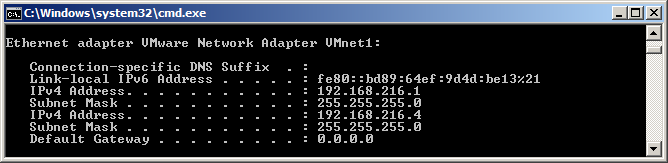 C:\Windows\system32\cmd.exe
Ethernet adapter VMware Network Adapter VMnet1:
Connection-specific DNS Suffix  . :
Link-local IPv6 Address . . . . . : fe80::bd89:64ef:9d4d:be13%21
IPv4 Address. . . . . . . . . . . : 192.168.216.1
Subnet Mask . . . . . . . . . . . : 255.255.255.0
IPv4 Address. . . . . . . . . . . : 192.168.216.4
Subnet Mask . . . . . . . . . . . : 255.255.255.0
Default Gateway . . . . . . . . . : 0.0.0.0